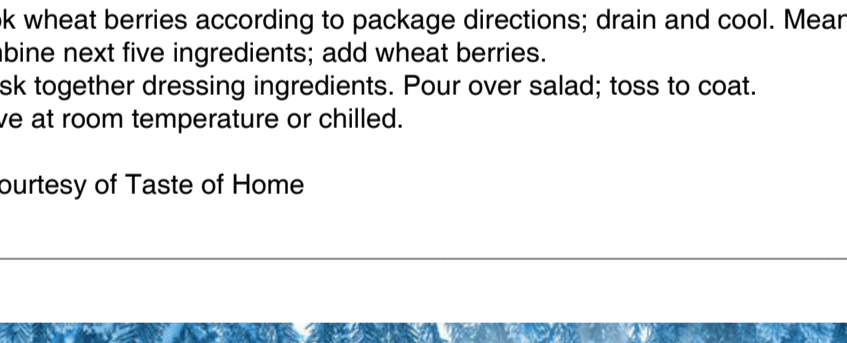 k wheat berries according to package directions; drain and cool. Mean
bine next five ingredients; add wheat berries.
sk together dressing ingredients. Pour over salad; toss to coat.
ve at room temperature or chilled.
ourtesy of Taste of Home